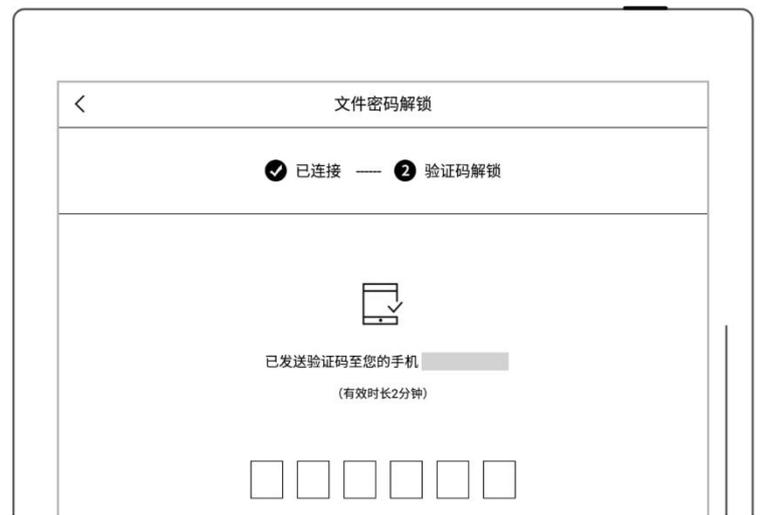 文件密码解锁
已连接 ------ 2 验证码解锁
已发送验证码至您的手机
（有效时长2分钟）